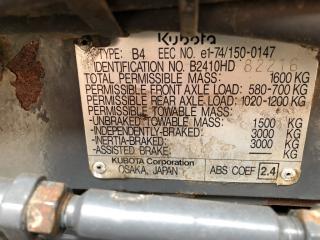 Kubota
TYPE: B4 EEC NO. e1-74/150-0147
IDENTIFICATION NO. B2410HD 82216
TOTAL PERMISSIBLE MASS: 1600 KG
PERMISSIBLE FRONT AXLE LOAD: 580-700 KG
PERMISSIBLE REAR AXLE LOAD: 1020-1200 KG
PERMISSIBLE TOWABLE MASS:
-UNBRAKED TOWABLE MASS: 1500 KG
-INDEPENDENTLY-BRAKED: 3000 KG
-INERTIA-BRAKED: 3000 KG
-ASSISTED BRAKE: KG
KUBOTA Corporation
OSAKA, JAPAN ABS COEF 2.4